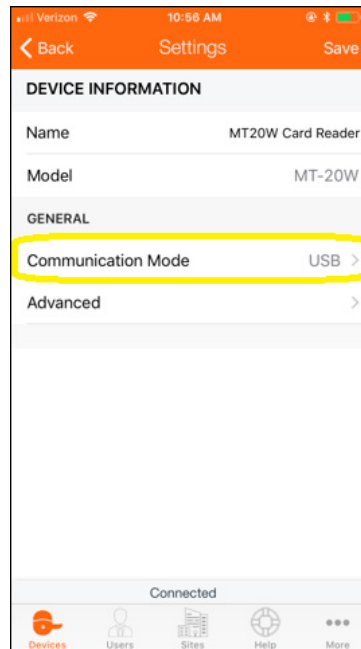 Verizon 10:56 AM
Back Settings Save
DEVICE INFORMATION
Name MT20W Card Reader
Model MT-20W
GENERAL
Communication Mode USB
Advanced
Connected
Devices Users Sites Help More